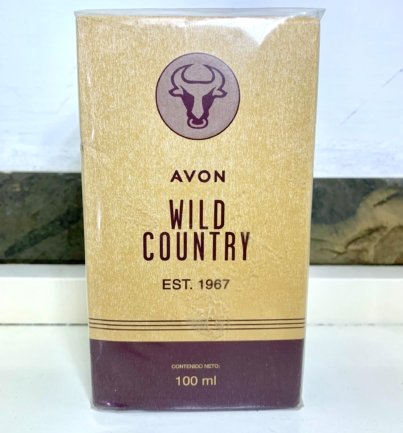 AVON
WILD
COUNTRY
EST. 1967
CONTENIDO NETO:
100 ml